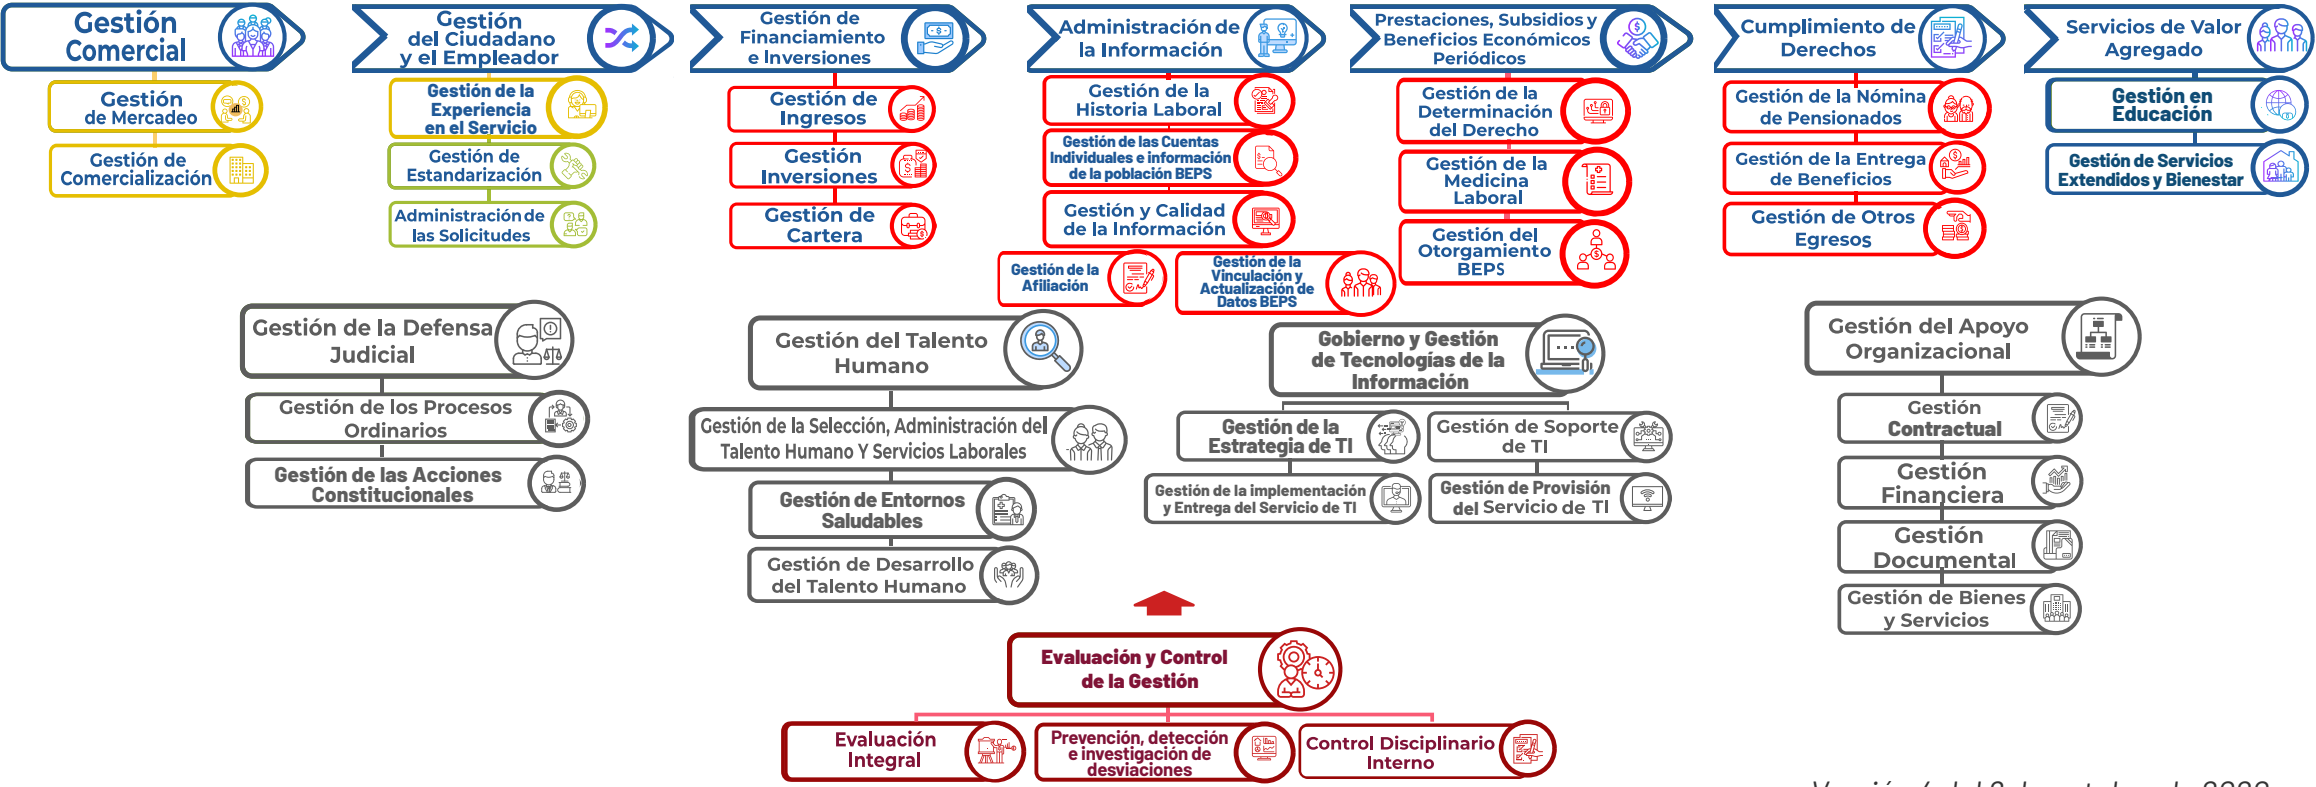 Gestión
Comercial
Gestión
de Mercadeo
Gestión de
Comercialización
Gestión
del Ciudadano
y el Empleador
Gestión de la
Experiencia
en el Servicio
Gestión de
Estandarización
Administración de
las Solicitudes
Gestión de
Financiamiento
e Inversiones
Gestión de
Ingresos
Gestión
Inversiones
Gestión de
Cartera
Administración de
la Información
Gestión de la
Historia Laboral
Gestión de las Cuentas
Individuales e información
de la población BEPS
Gestión y Calidad
de la Información
Gestión de la
Afiliación
Gestión de la
Vinculación y
Actualización de
Datos BEPS
Prestaciones, Subsidios y
Beneficios Económicos
Periódicos
Gestión de la
Determinación
del Derecho
Gestión de la
Medicina
Laboral
Gestión del
Otorgamiento
BEPS
Cumplimiento de
Derechos
Gestión de la Nómina
de Pensionados
Gestión de la Entrega
de Beneficios
Gestión de Otros
Egresos
Servicios de Valor
Agregado
Gestión en
Educación
Gestión de Servicios
Extendidos y Bienestar
Gestión de la Defensa
Judicial
Gestión de los Procesos
Ordinarios
Gestión de las Acciones
Constitucionales
Gestión del Talento
Humano
Gestión de la Selección, Administración del
Talento Humano Y Servicios Laborales
Gestión de Entornos
Saludables
Gestión de Desarrollo
del Talento Humano
Gobierno y Gestión
de Tecnologías de la
Información
Gestión de la
Estrategia de TI
Gestión de la implementación
y Entrega del Servicio de TI
Gestión de Soporte
de TI
Gestión de Provisión
del Servicio de TI
Gestión del Apoyo
Organizacional
Gestión
Contractual
Gestión
Financiera
Gestión
Documental
Gestión de Bienes
y Servicios
Evaluación y Control
de la Gestión
Evaluación
Integral
Prevención, detección
e investigación de
desviaciones
Control Disciplinario
Interno